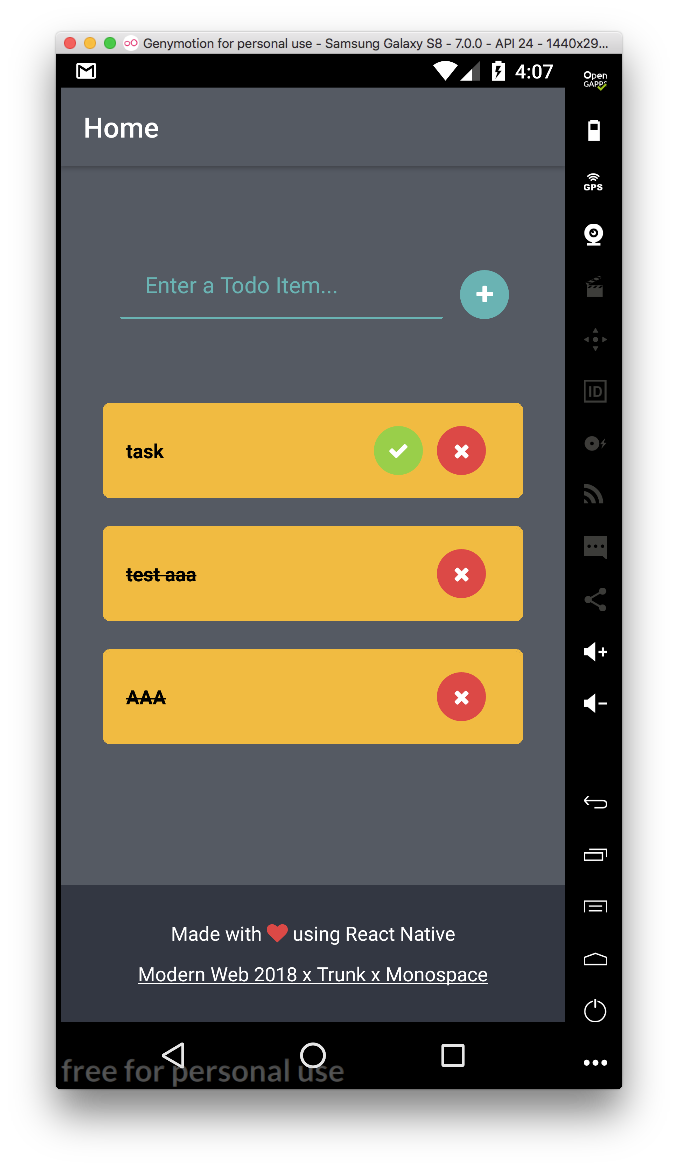 Genymotion for personal use - Samsung Galaxy S8 - 7.0.0 - API 24 - 1440x29...
4:07
Open
GAPPS
Home
GPS
Enter a Todo Item...
ID
task
test aaa
AAA
Made with ❤ using React Native
Modern Web 2018 x Trunk x Monospace
free for personal use